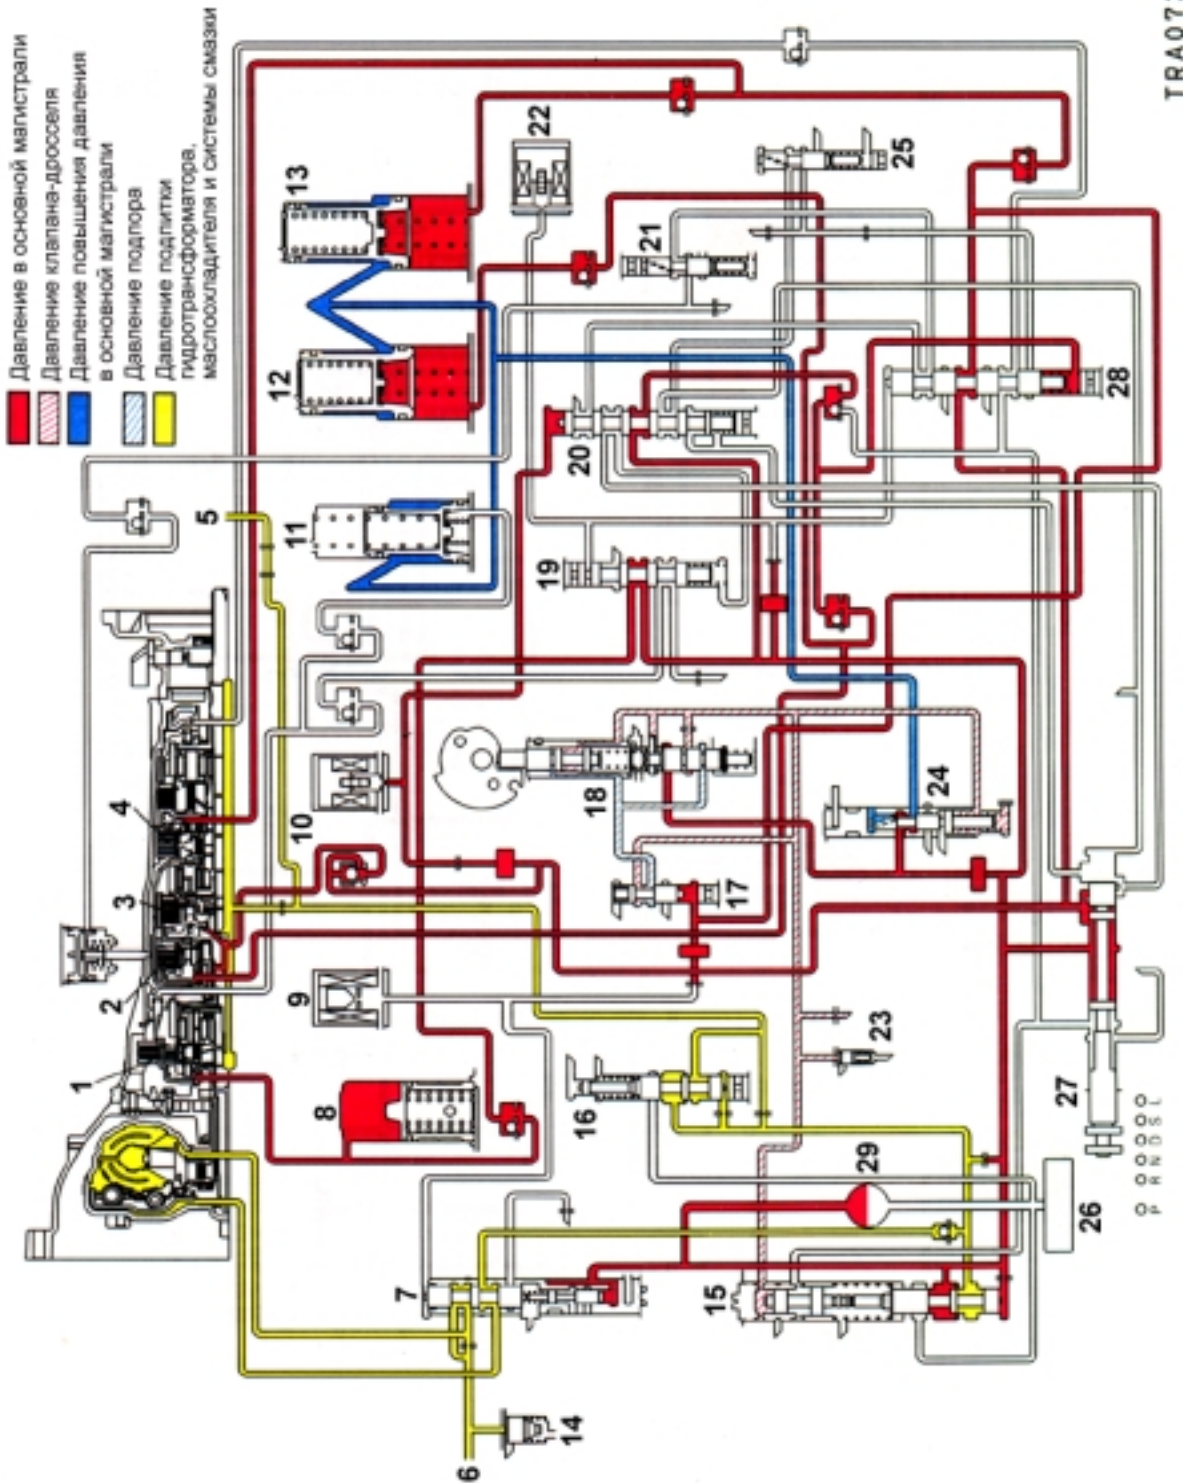 Давление в основной магистрали
Давление клапана-дросселя
Давление повышения давления
в основной магистрали
Давление подпора
Давление подпитки
гидротрансформатора,
маслоохладителя и системы смазки
1
2
3
4
5
6
7
8
9
10
11
12
13
14
15
16
17
18
19
20
21
22
23
24
25
26
27
28
29
P R N D S L
TRA07